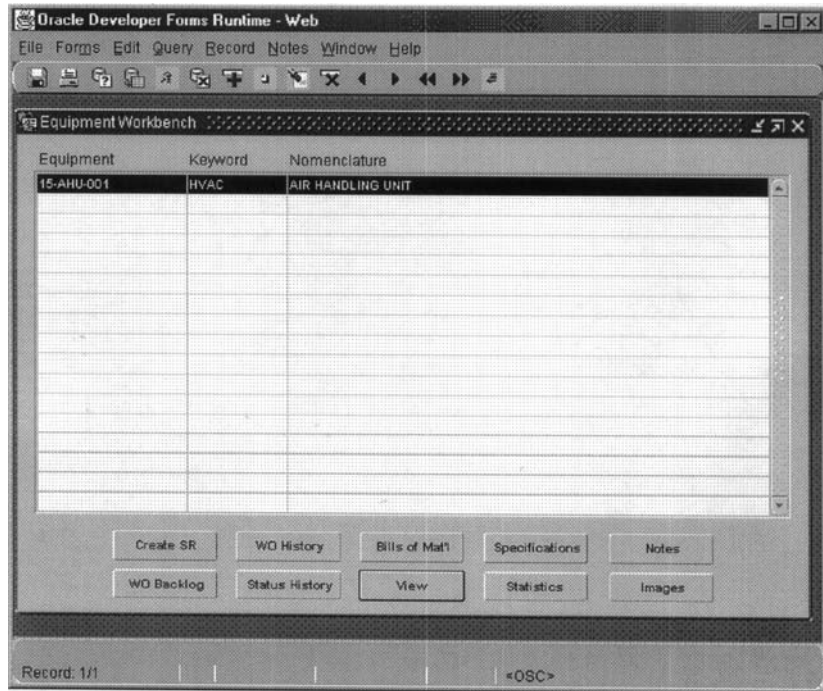 Oracle Developer Forms Runtime - Web
File Forms Edit Query Record Notes Window Help
Equipment Workbench
Equipment Keyword Nomenclature
15-AHU-001 HVAC AIR HANDLING UNIT
Create SR WO History Bills of Mat'l Specifications Notes
WO Backlog Status History View Statistics Images
Record: 1/1 <OSC>